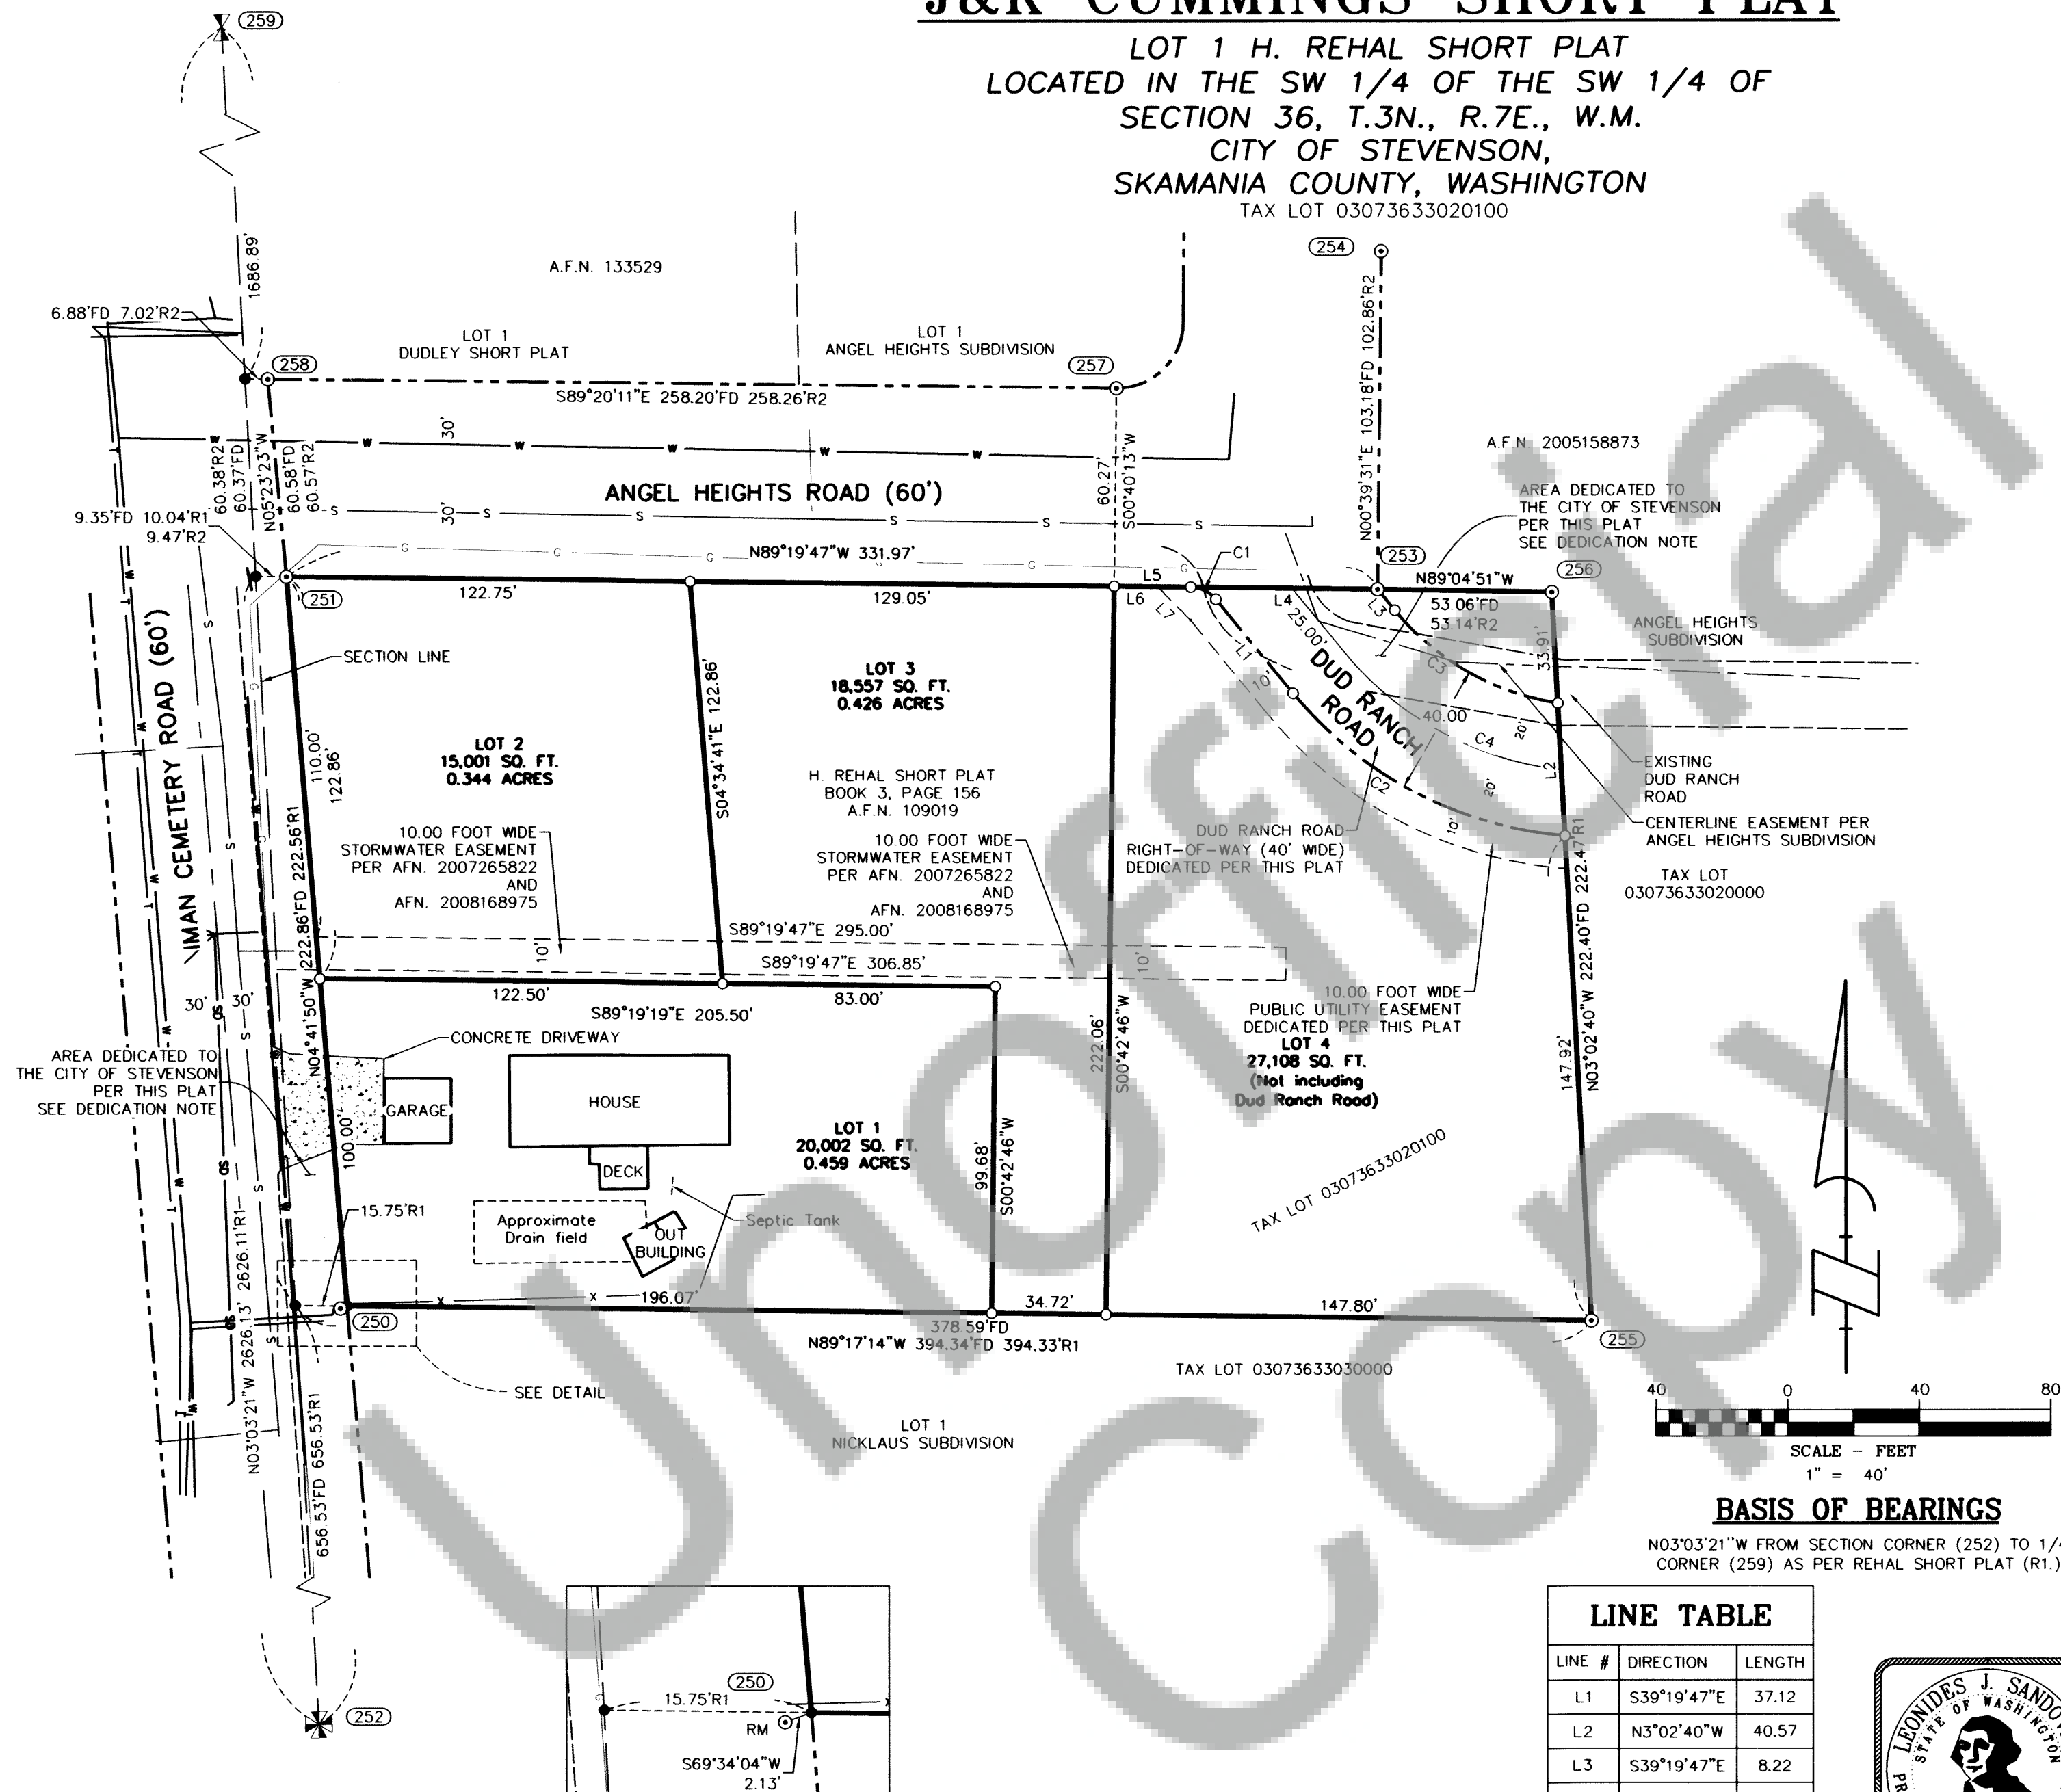 J&R CUMMINGS SHORT PLAT
LOT 1 H. REHAL SHORT PLAT
LOCATED IN THE SW 1/4 OF THE SW 1/4 OF
SECTION 36, T.3N., R.7E., W.M.
CITY OF STEVENSON,
SKAMANIA COUNTY, WASHINGTON
TAX LOT 03073633020100
259
1686.89'
A.F.N. 133529
254
6.88'FD 7.02'R2
LOT 1
DUDLEY SHORT PLAT
LOT 1
ANGEL HEIGHTS SUBDIVISION
258
257
S89°20'11"E 258.20'FD 258.26'R2
N00°39'31"E 103.18'FD 102.86'R2
60.38'R2
60.37'FD
N05°23'23"W
60.58'FD
60.57'R2
30'
30'
60.27'
S00°40'13"W
ANGEL HEIGHTS ROAD (60')
A.F.N. 2005158873
AREA DEDICATED TO
THE CITY OF STEVENSON
PER THIS PLAT
SEE DEDICATION NOTE
9.35'FD 10.04'R1
9.47'R2
N89°19'47"W 331.97'
C1
253
N89°04'51"W
256
251
122.75'
129.05'
L5
L6
L7
L4
L3
53.06'FD
53.14'R2
25.00'
33.91'
ANGEL HEIGHTS
SUBDIVISION
IMAN CEMETERY ROAD (60')
SECTION LINE
L1
10'
DUD RANCH
ROAD
C3
40.00
20'
C4
L2
20'
C2
10'
LOT 3
18,557 SQ. FT.
0.426 ACRES
LOT 2
15,001 SQ. FT.
0.344 ACRES
110.00'
122.86'
S04°34'41"E 122.86'
H. REHAL SHORT PLAT
BOOK 3, PAGE 156
A.F.N. 109019
EXISTING
DUD RANCH
ROAD
CENTERLINE EASEMENT PER
ANGEL HEIGHTS SUBDIVISION
10.00 FOOT WIDE
STORMWATER EASEMENT
PER AFN. 2007265822
AND
AFN. 2008168975
10.00 FOOT WIDE
STORMWATER EASEMENT
PER AFN. 2007265822
AND
AFN. 2008168975
DUD RANCH ROAD
RIGHT-OF-WAY (40' WIDE)
DEDICATED PER THIS PLAT
TAX LOT
03073633020000
N04°41'50"W 222.86'FD 222.56'R1
S89°19'47"E 295.00'
S89°19'47"E 306.85'
10'
10'
122.50'
83.00'
S89°19'19"E 205.50'
30'
30'
10.00 FOOT WIDE
PUBLIC UTILITY EASEMENT
DEDICATED PER THIS PLAT
LOT 4
27,108 SQ. FT.
(Not including
Dud Ranch Road)
222.06'
S00°42'46"W
147.92'
N03°02'40"W 222.40'FD 222.47'R1
CONCRETE DRIVEWAY
AREA DEDICATED TO
THE CITY OF STEVENSON
PER THIS PLAT
SEE DEDICATION NOTE
GARAGE
HOUSE
DECK
LOT 1
20,002 SQ. FT.
0.459 ACRES
100.00'
99.68'
S00°42'46"W
15.75'R1
Approximate
Drain field
Septic Tank
OUT
BUILDING
TAX LOT 03073633020100
196.07'
34.72'
147.80'
250
378.59'FD
N89°17'14"W 394.34'FD 394.33'R1
255
TAX LOT 03073633030000
SEE DETAIL
LOT 1
NICKLAUS SUBDIVISION
N03°03'21"W 2626.13' 2626.11'R1
656.53'FD 656.53'R1
40 0 40 80
SCALE - FEET
1" = 40'
BASIS OF BEARINGS
N03°03'21"W FROM SECTION CORNER (252) TO 1/4
CORNER (259) AS PER REHAL SHORT PLAT (R1.)
252
250
15.75'R1
RM
S69°34'04"W
2.13'
LINE TABLE
LINE # DIRECTION LENGTH
L1 S39°19'47"E 37.12
L2 N3°02'40"W 40.57
L3 S39°19'47"E 8.22
LEONIDES J. SANDO
STATE OF WASHINGTON
Unofficial
Copy